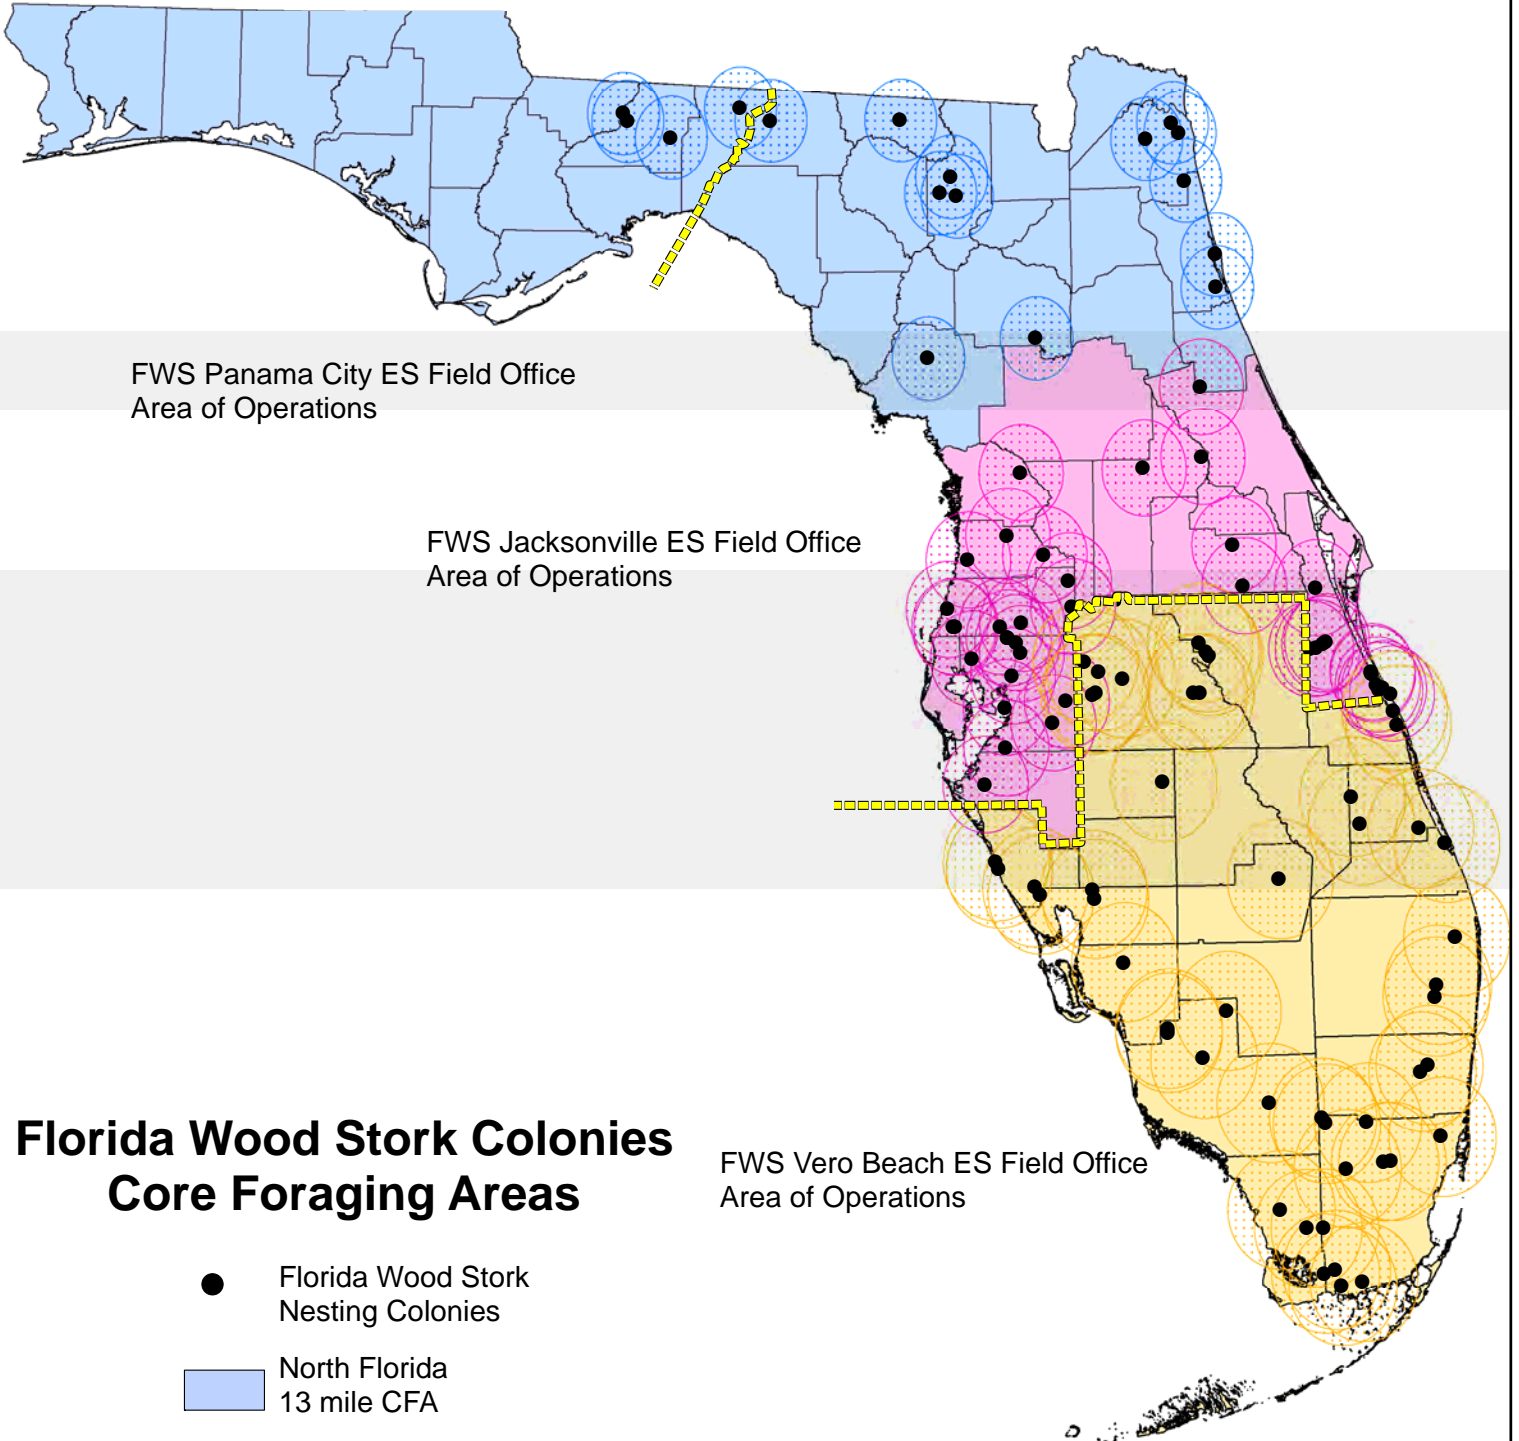 FWS Panama City ES Field Office
Area of Operations
FWS Jacksonville ES Field Office
Area of Operations
FWS Vero Beach ES Field Office
Area of Operations
Florida Wood Stork Colonies
Core Foraging Areas
Florida Wood Stork
Nesting Colonies
North Florida
13 mile CFA